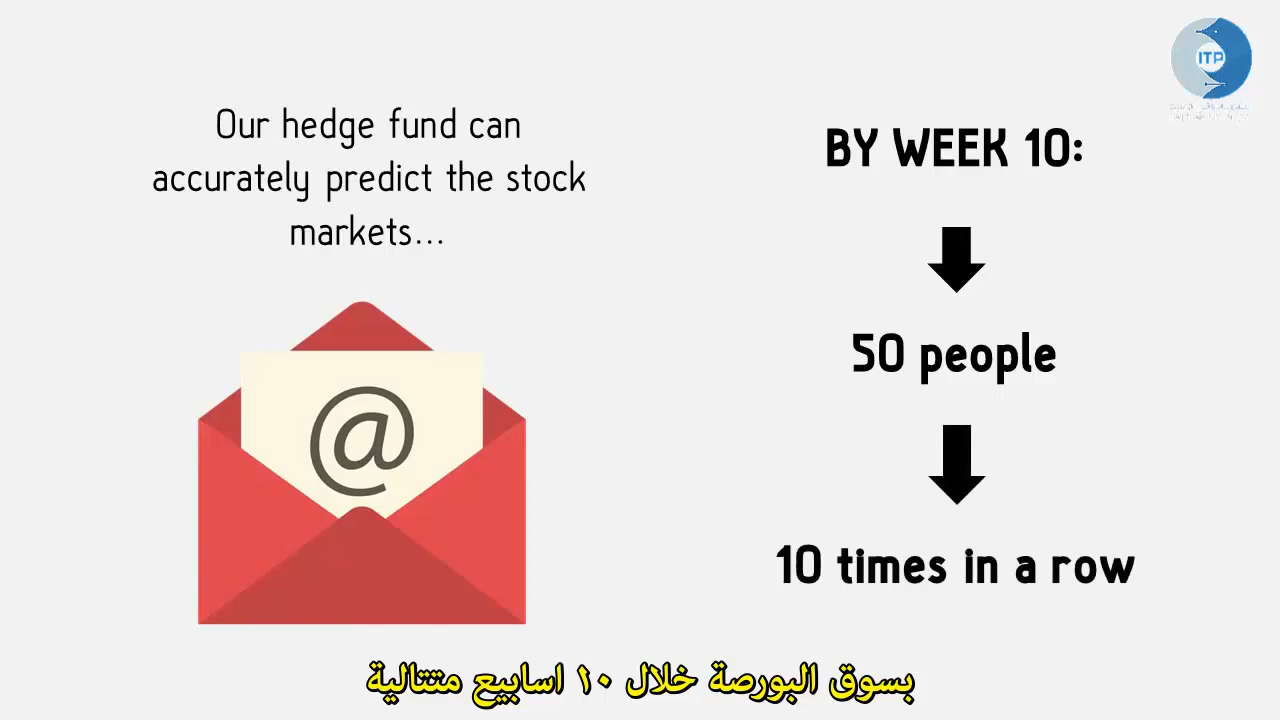 Our hedge fund can
accurately predict the stock
markets...
@
BY WEEK 10:
50 people
10 times in a row
ITP
بسوق البورصة خلال ١٠ اسابيع متتالية